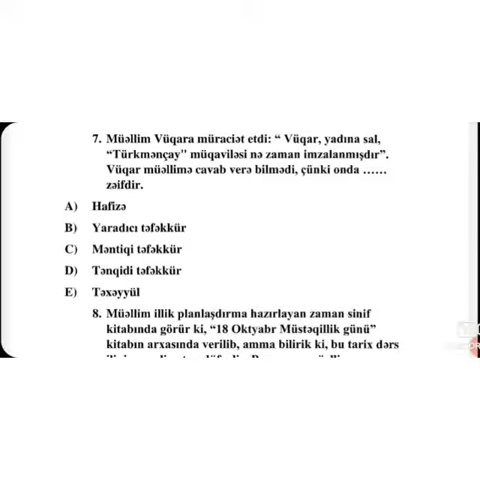 7. Müəllim Vüqara müraciət etdi: “ Vüqar, yadına sal,
“Türkmənçay" müqaviləsi nə zaman imzalanmışdır”.
Vüqar müəllimə cavab verə bilmədi, çünki onda ......
zəifdir.
A) Hafizə
B) Yaradıcı təfəkkür
C) Məntiqi təfəkkür
D) Tənqidi təfəkkür
E) Təxəyyül
8. Müəllim illik planlaşdırma hazırlayan zaman sinif
kitabında görür ki, “18 Oktyabr Müstəqillik günü”
kitabın arxasında verilib, amma bilirik ki, bu tarix dərs